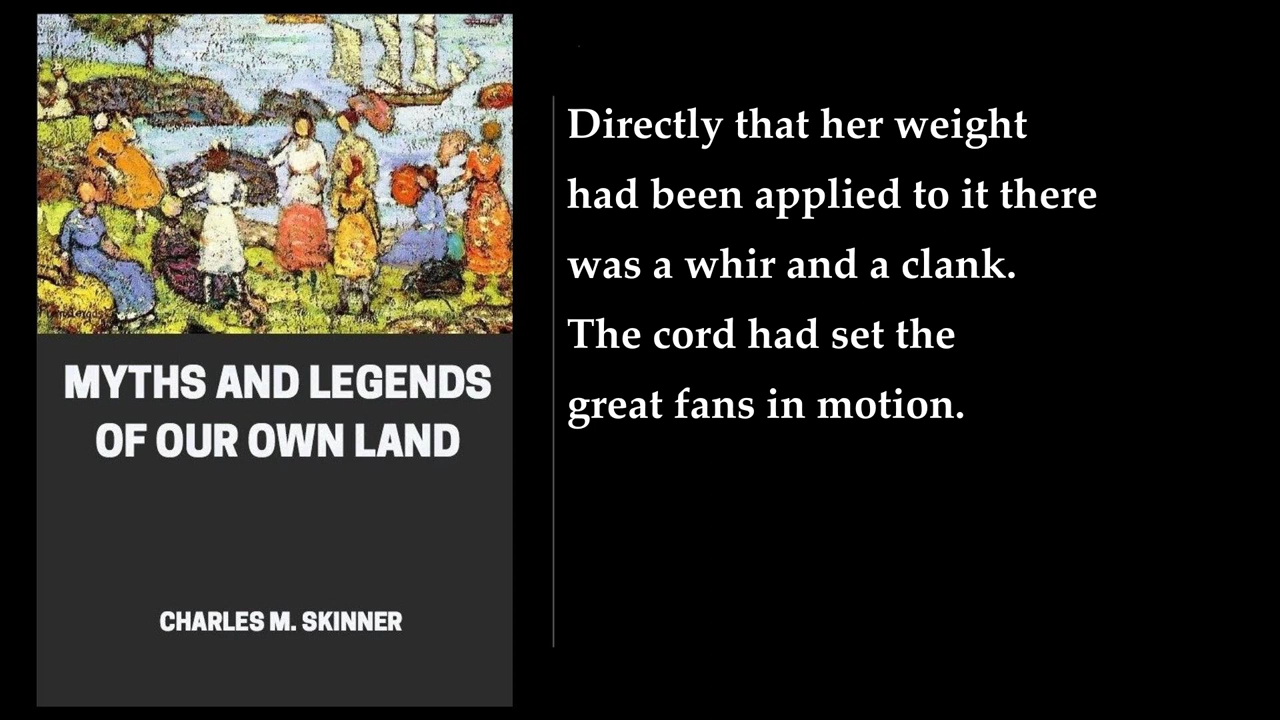 MYTHS AND LEGENDS
OF OUR OWN LAND
CHARLES M. SKINNER
Directly that her weight
had been applied to it there
was a whir and a clank.
The cord had set the
great fans in motion.